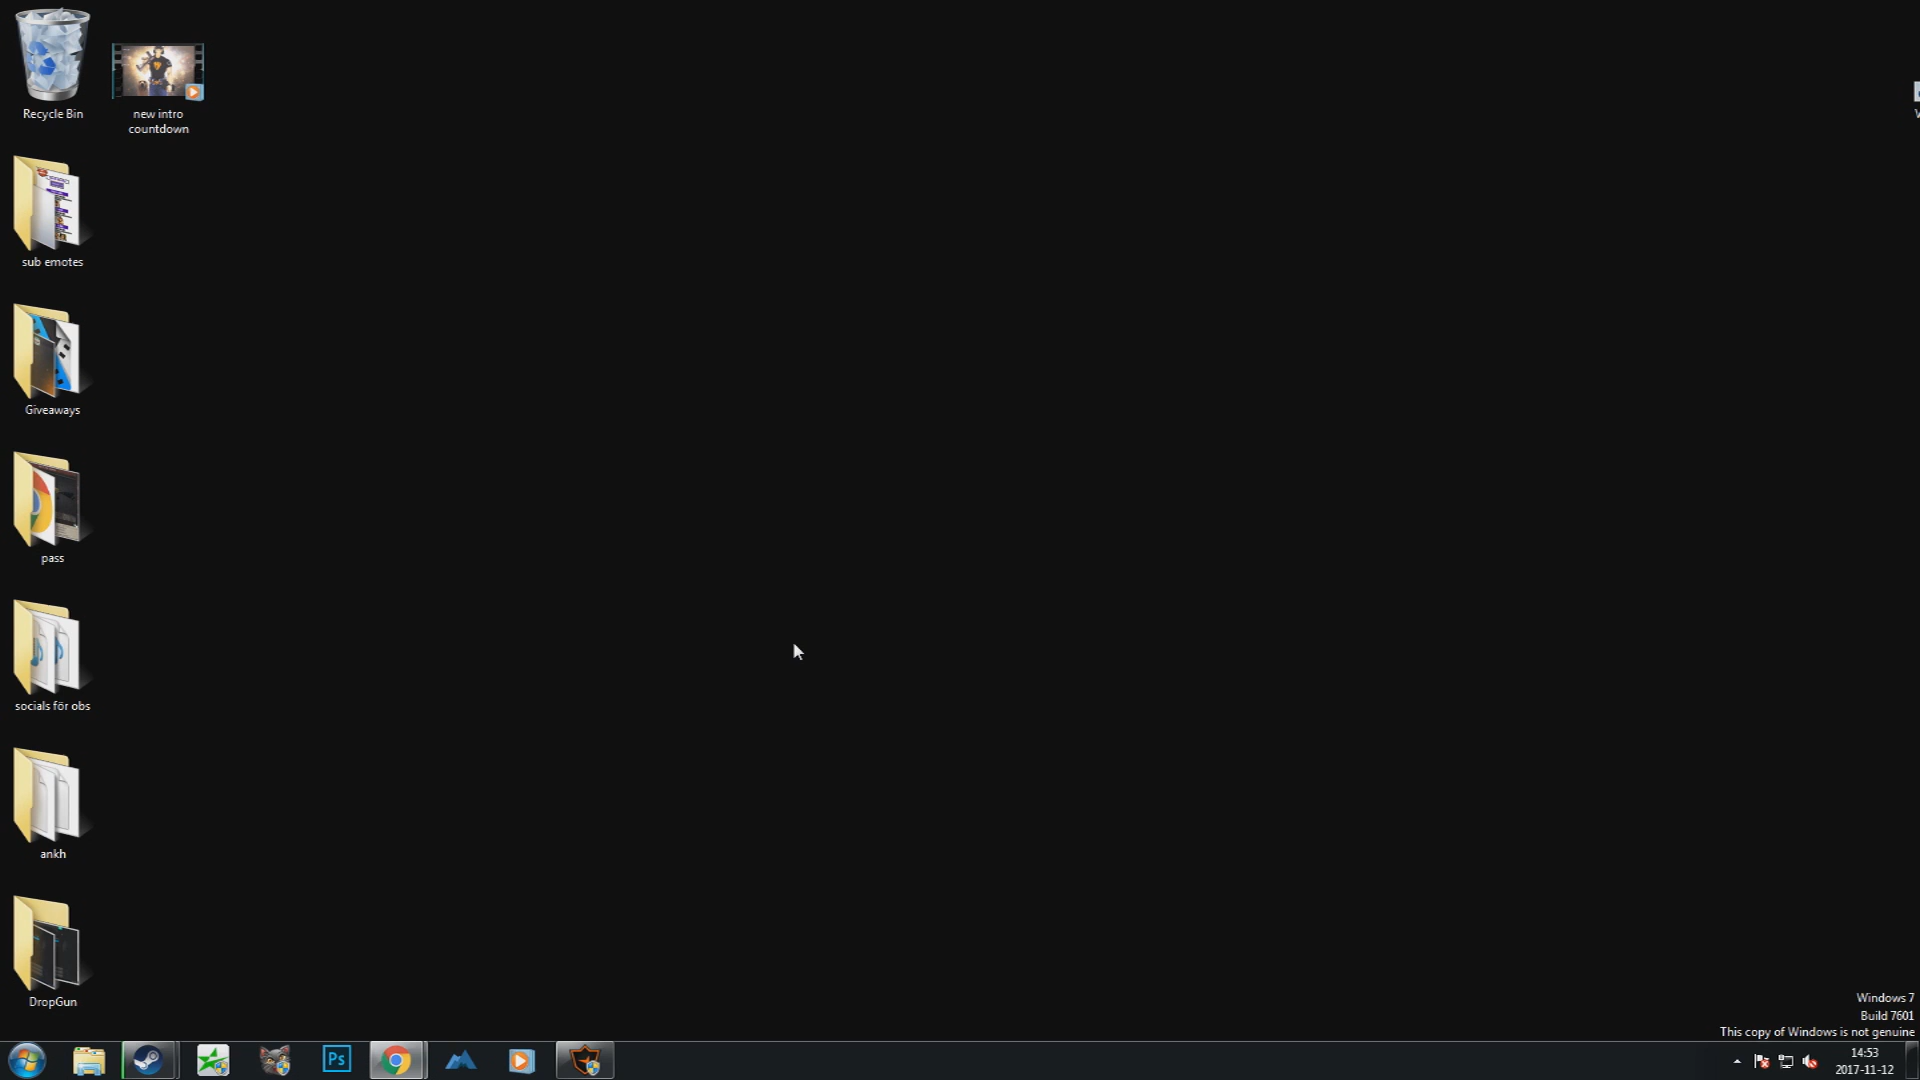 Recycle Bin
new intro
countdown
sub emotes
Giveaways
pass
socials för obs
ankh
DropGun
Windows 7
Build 7601
This copy of Windows is not genuine
Ps
14:53
2017-11-12